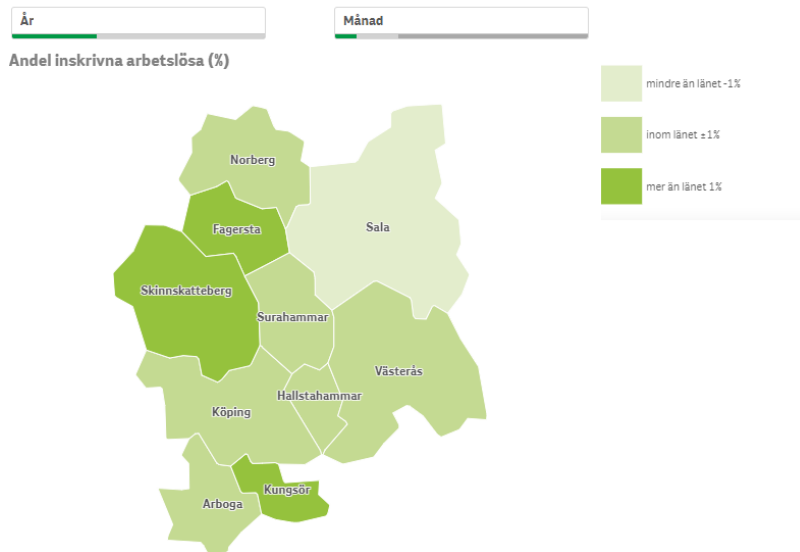 År
Månad
Andel inskrivna arbetslösa (%)
mindre än länet -1%
inom länet ±1%
mer än länet 1%
Norberg
Fagersta
Sala
Skinnskatteberg
Surahammar
Västerås
Hallstahammar
Köping
Kungsör
Arboga